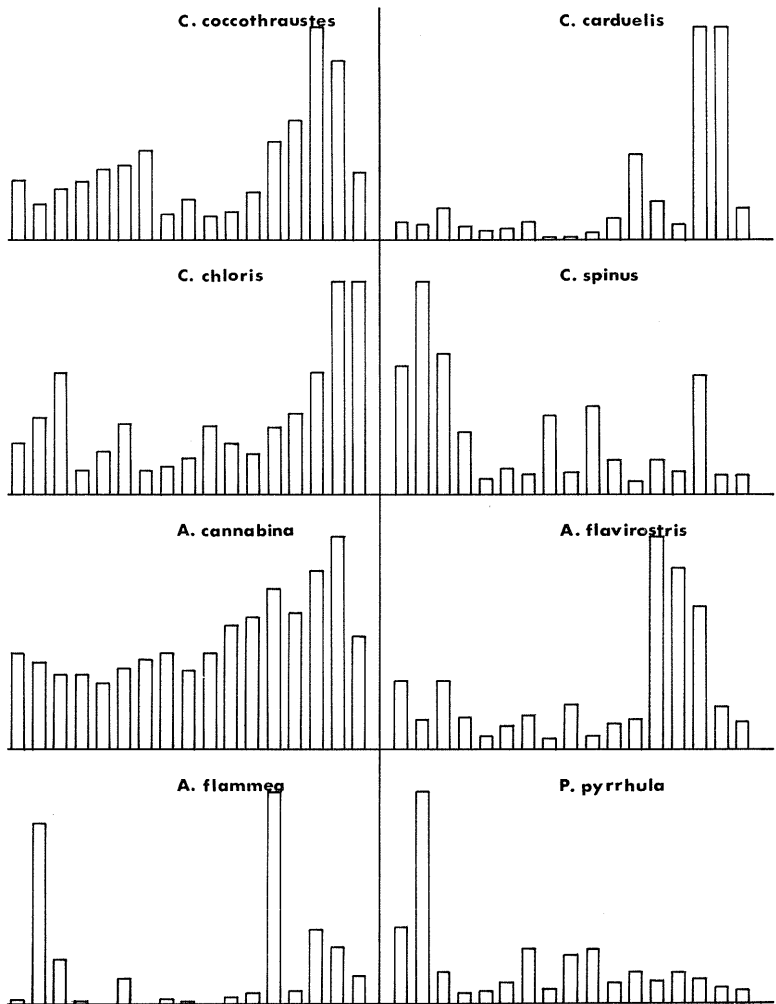 C. coccothraustes
C. carduelis
C. chloris
C. spinus
A. cannabina
A. flavirostris
A. flammea
P. pyrrhula